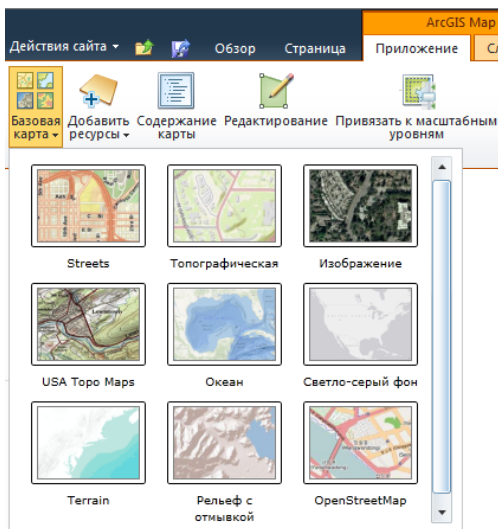 ArcGIS Map
Действия сайта
Обзор
Страница
Приложение
Базовая карта
Добавить ресурсы
Содержание карты
Редактирование
Привязать к масштабным уровням
Streets
Топографическая
Изображение
USA Topo Maps
Океан
Светло-серый фон
Terrain
Рельеф с
отмывкой
OpenStreetMap